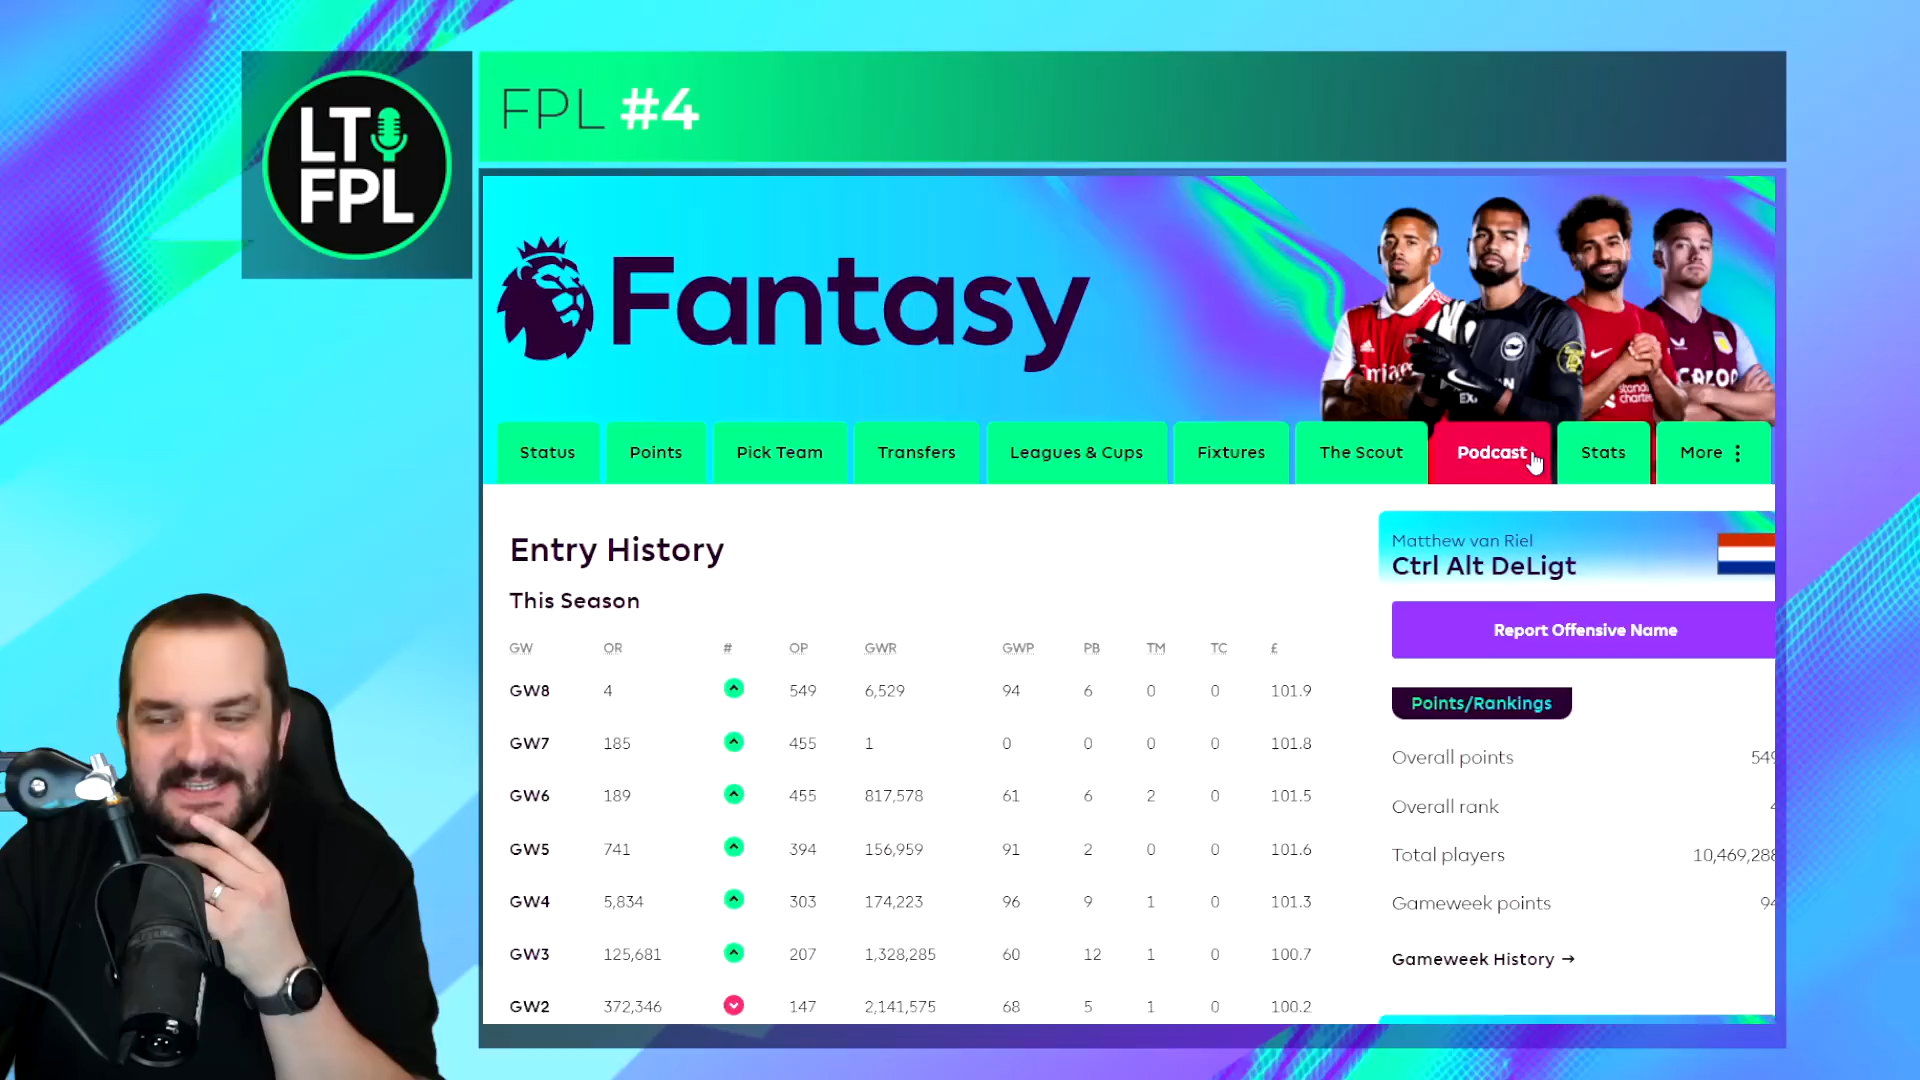 LT
FPL
FPL #4
Fantasy
Status
Points
Pick Team
Transfers
Leagues & Cups
Fixtures
The Scout
Podcast
Stats
More
Entry History
This Season
GW OR # OP GWR GWP PB TM TC £
GW8 4 549 6,529 94 6 0 0 101.9
GW7 185 455 1 0 0 0 0 101.8
GW6 189 455 817,578 61 6 2 0 101.5
GW5 741 394 156,959 91 2 0 0 101.6
GW4 5,834 303 174,223 96 9 1 0 101.3
GW3 125,681 207 1,328,285 60 12 1 0 100.7
GW2 372,346 147 2,141,575 68 5 1 0 100.2
Matthew van Riel
Ctrl Alt DeLigt
Report Offensive Name
Points/Rankings
Overall points 549
Overall rank 4
Total players 10,469,288
Gameweek points 94
Gameweek History →